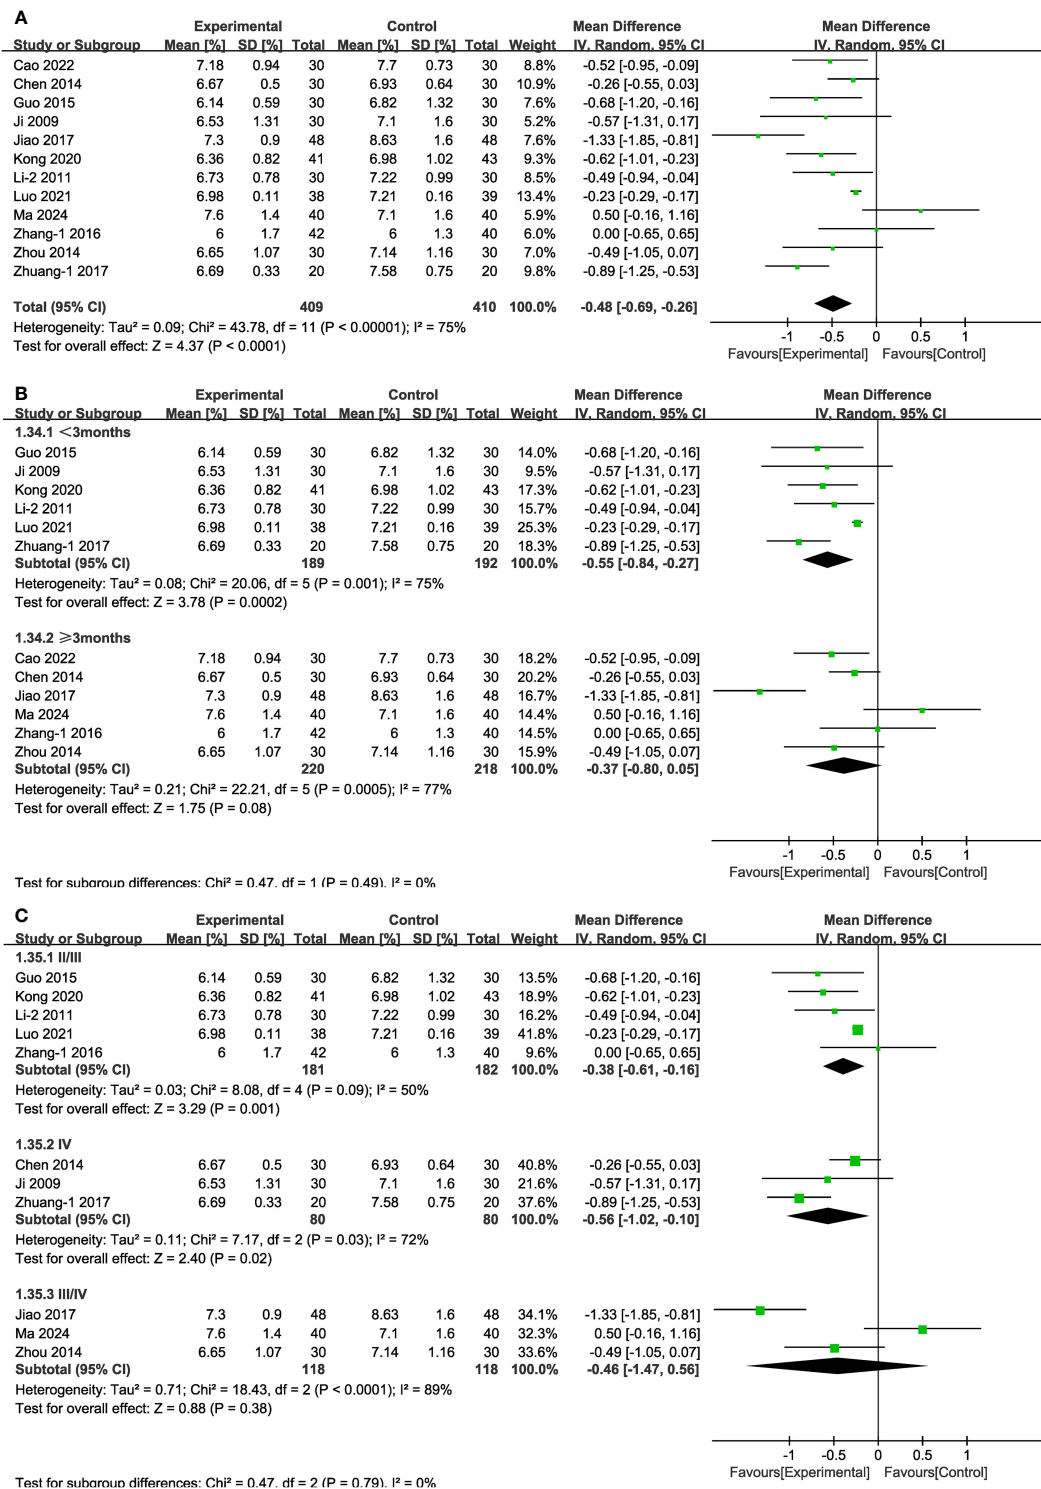 A
Experimental Control Mean Difference Mean Difference
Study or Subgroup Mean [%] SD [%] Total Mean [%] SD [%] Total Weight IV, Random, 95% CI IV, Random, 95% CI
Cao 2022 7.18 0.94 30 7.7 0.73 30 8.8% -0.52 [-0.95, -0.09]
Chen 2014 6.67 0.5 30 6.93 0.64 30 10.9% -0.26 [-0.55, 0.03]
Guo 2015 6.14 0.59 30 6.82 1.32 30 7.6% -0.68 [-1.20, -0.16]
Ji 2009 6.53 1.31 30 7.1 1.6 30 5.2% -0.57 [-1.31, 0.17]
Jiao 2017 7.3 0.9 48 8.63 1.6 48 7.6% -1.33 [-1.85, -0.81]
Kong 2020 6.36 0.82 41 6.98 1.02 43 9.3% -0.62 [-1.01, -0.23]
Li-2 2011 6.73 0.78 30 7.22 0.99 30 8.5% -0.49 [-0.94, -0.04]
Luo 2021 6.98 0.11 38 7.21 0.16 39 13.4% -0.23 [-0.29, -0.17]
Ma 2024 7.6 1.4 40 7.1 1.6 40 5.9% 0.50 [-0.16, 1.16]
Zhang-1 2016 6 1.7 42 6 1.3 40 6.0% 0.00 [-0.65, 0.65]
Zhou 2014 6.65 1.07 30 7.14 1.16 30 7.0% -0.49 [-1.05, 0.07]
Zhuang-1 2017 6.69 0.33 20 7.58 0.75 20 9.8% -0.89 [-1.25, -0.53]
Total (95% CI) 409 410 100.0% -0.48 [-0.69, -0.26]
Heterogeneity: Tau² = 0.09; Chi² = 43.78, df = 11 (P < 0.00001); I² = 75%
Test for overall effect: Z = 4.37 (P < 0.0001)
-1 -0.5 0 0.5 1
Favours[Experimental] Favours[Control]
B
Experimental Control Mean Difference Mean Difference
Study or Subgroup Mean [%] SD [%] Total Mean [%] SD [%] Total Weight IV, Random, 95% CI IV, Random, 95% CI
1.34.1 <3months
Guo 2015 6.14 0.59 30 6.82 1.32 30 14.0% -0.68 [-1.20, -0.16]
Ji 2009 6.53 1.31 30 7.1 1.6 30 9.5% -0.57 [-1.31, 0.17]
Kong 2020 6.36 0.82 41 6.98 1.02 43 17.3% -0.62 [-1.01, -0.23]
Li-2 2011 6.73 0.78 30 7.22 0.99 30 15.7% -0.49 [-0.94, -0.04]
Luo 2021 6.98 0.11 38 7.21 0.16 39 25.3% -0.23 [-0.29, -0.17]
Zhuang-1 2017 6.69 0.33 20 7.58 0.75 20 18.3% -0.89 [-1.25, -0.53]
Subtotal (95% CI) 189 192 100.0% -0.55 [-0.84, -0.27]
Heterogeneity: Tau² = 0.08; Chi² = 20.06, df = 5 (P = 0.001); I² = 75%
Test for overall effect: Z = 3.78 (P = 0.0002)
1.34.2 ≥3months
Cao 2022 7.18 0.94 30 7.7 0.73 30 18.2% -0.52 [-0.95, -0.09]
Chen 2014 6.67 0.5 30 6.93 0.64 30 20.2% -0.26 [-0.55, 0.03]
Jiao 2017 7.3 0.9 48 8.63 1.6 48 16.7% -1.33 [-1.85, -0.81]
Ma 2024 7.6 1.4 40 7.1 1.6 40 14.4% 0.50 [-0.16, 1.16]
Zhang-1 2016 6 1.7 42 6 1.3 40 14.5% 0.00 [-0.65, 0.65]
Zhou 2014 6.65 1.07 30 7.14 1.16 30 15.9% -0.49 [-1.05, 0.07]
Subtotal (95% CI) 220 218 100.0% -0.37 [-0.80, 0.05]
Heterogeneity: Tau² = 0.21; Chi² = 22.21, df = 5 (P = 0.0005); I² = 77%
Test for overall effect: Z = 1.75 (P = 0.08)
-1 -0.5 0 0.5 1
Favours[Experimental] Favours[Control]
Test for subgroup differences: Chi² = 0.47, df = 1 (P = 0.49), I² = 0%
C
Experimental Control Mean Difference Mean Difference
Study or Subgroup Mean [%] SD [%] Total Mean [%] SD [%] Total Weight IV, Random, 95% CI IV, Random, 95% CI
1.35.1 II/III
Guo 2015 6.14 0.59 30 6.82 1.32 30 13.5% -0.68 [-1.20, -0.16]
Kong 2020 6.36 0.82 41 6.98 1.02 43 18.9% -0.62 [-1.01, -0.23]
Li-2 2011 6.73 0.78 30 7.22 0.99 30 16.2% -0.49 [-0.94, -0.04]
Luo 2021 6.98 0.11 38 7.21 0.16 39 41.8% -0.23 [-0.29, -0.17]
Zhang-1 2016 6 1.7 42 6 1.3 40 9.6% 0.00 [-0.65, 0.65]
Subtotal (95% CI) 181 182 100.0% -0.38 [-0.61, -0.16]
Heterogeneity: Tau² = 0.03; Chi² = 8.08, df = 4 (P = 0.09); I² = 50%
Test for overall effect: Z = 3.29 (P = 0.001)
1.35.2 IV
Chen 2014 6.67 0.5 30 6.93 0.64 30 40.8% -0.26 [-0.55, 0.03]
Ji 2009 6.53 1.31 30 7.1 1.6 30 21.6% -0.57 [-1.31, 0.17]
Zhuang-1 2017 6.69 0.33 20 7.58 0.75 20 37.6% -0.89 [-1.25, -0.53]
Subtotal (95% CI) 80 80 100.0% -0.56 [-1.02, -0.10]
Heterogeneity: Tau² = 0.11; Chi² = 7.17, df = 2 (P = 0.03); I² = 72%
Test for overall effect: Z = 2.40 (P = 0.02)
1.35.3 III/IV
Jiao 2017 7.3 0.9 48 8.63 1.6 48 34.1% -1.33 [-1.85, -0.81]
Ma 2024 7.6 1.4 40 7.1 1.6 40 32.3% 0.50 [-0.16, 1.16]
Zhou 2014 6.65 1.07 30 7.14 1.16 30 33.6% -0.49 [-1.05, 0.07]
Subtotal (95% CI) 118 118 100.0% -0.46 [-1.47, 0.56]
Heterogeneity: Tau² = 0.71; Chi² = 18.43, df = 2 (P < 0.0001); I² = 89%
Test for overall effect: Z = 0.88 (P = 0.38)
-1 -0.5 0 0.5 1
Favours[Experimental] Favours[Control]
Test for subgroup differences: Chi² = 0.47, df = 2 (P = 0.79), I² = 0%